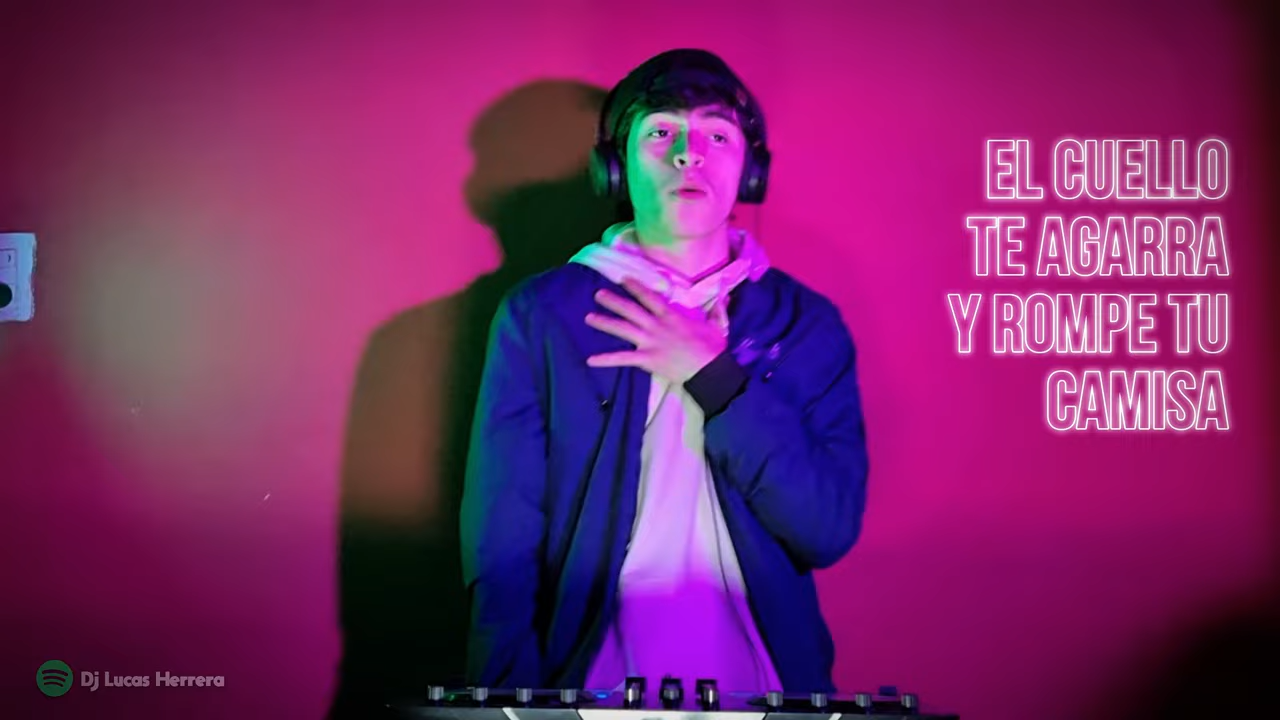 EL CUELLO
TE AGARRA
Y ROMPE TU
CAMISA
Dj Lucas Herrera